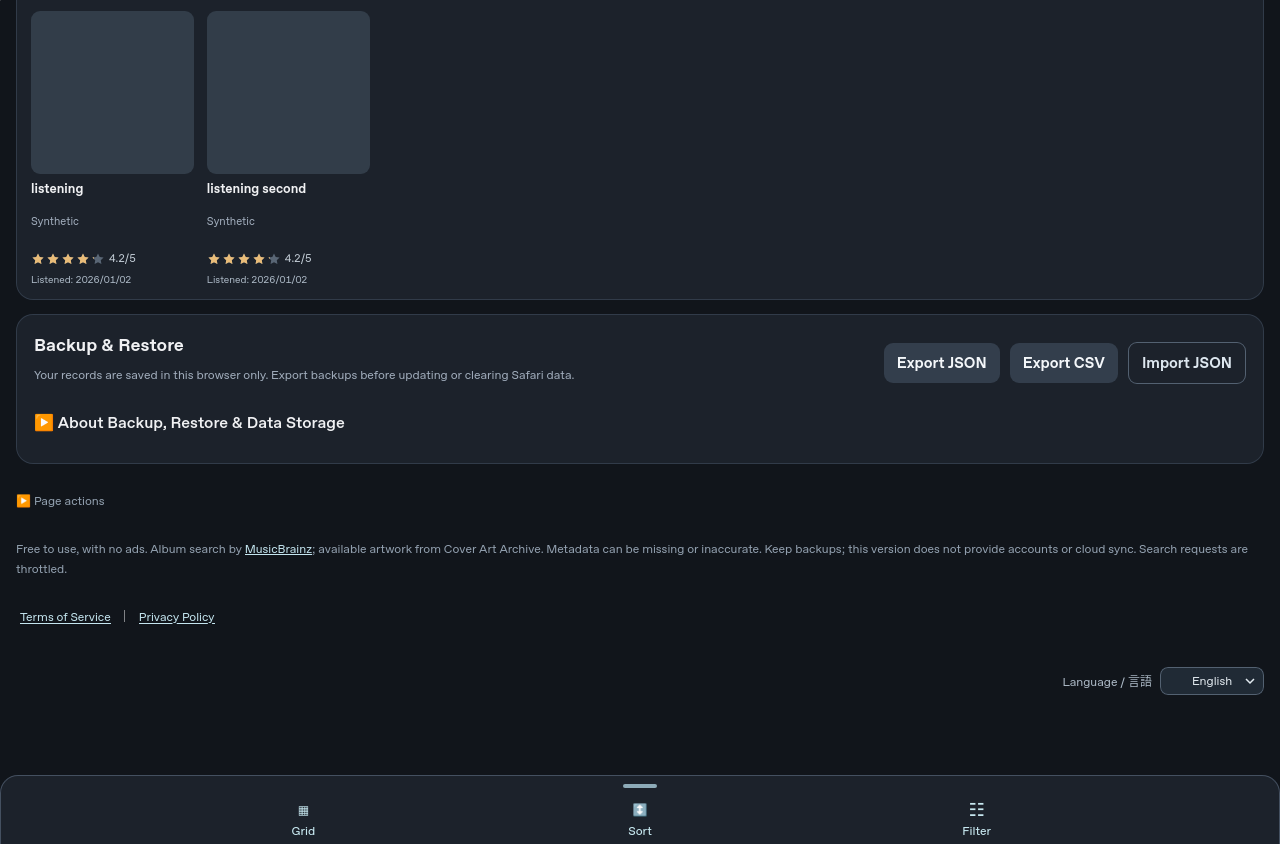 listening
listening second
Synthetic
Synthetic
4.2/5
4.2/5
Listened: 2026/01/02
Listened: 2026/01/02
Backup & Restore
Your records are saved in this browser only. Export backups before updating or clearing Safari data.
Export JSON
Export CSV
Import JSON
About Backup, Restore & Data Storage
Page actions
Free to use, with no ads. Album search by MusicBrainz; available artwork from Cover Art Archive. Metadata can be missing or inaccurate. Keep backups; this version does not provide accounts or cloud sync. Search requests are
throttled.
Terms of Service | Privacy Policy
Language / 言語 English
Grid
Sort
Filter